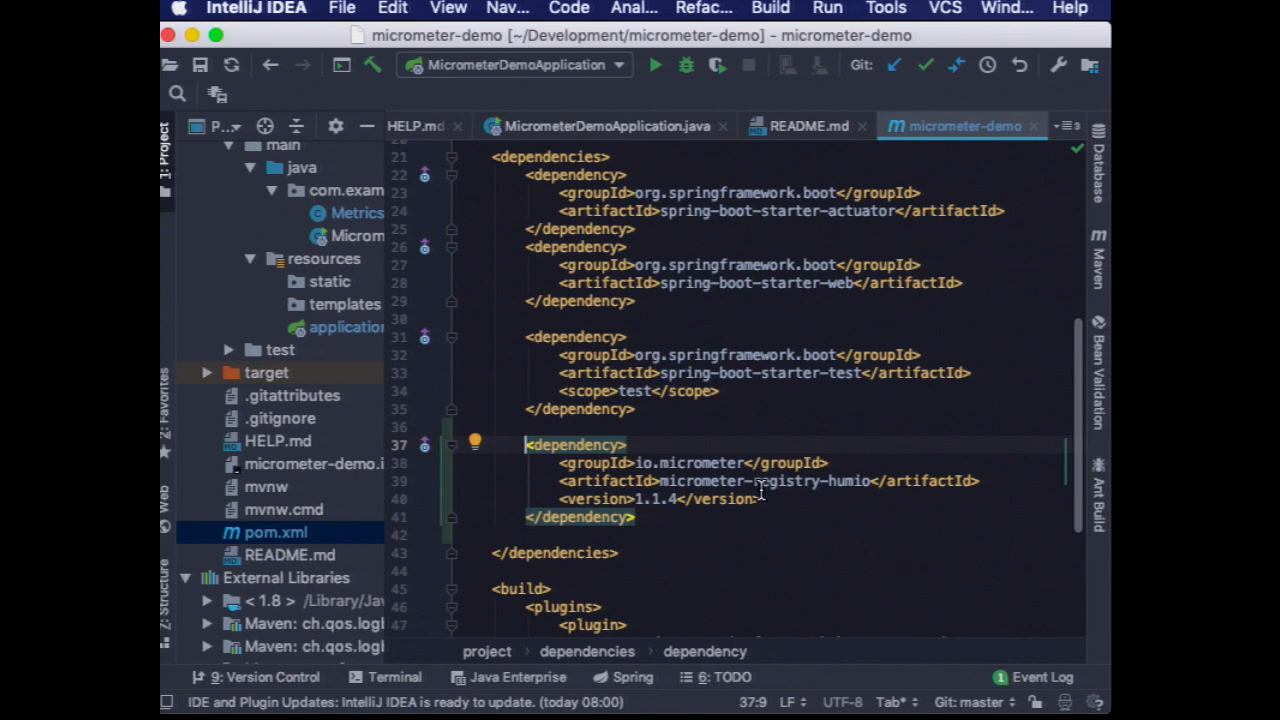 IntelliJ IDEA File Edit View Nav... Code Anal... Refac... Build Run Tools VCS Wind... Help
micrometer-demo [~/Development/micrometer-demo] - micrometer-demo
MicrometerDemoApplication Git:
P... HELP.md MicrometerDemoApplication.java README.md m micrometer-demo
1: Project
2: Favorites
Web
Z: Structure
main
java
com.exam
Metrics
Microm
resources
static
templates
application
test
target
.gitattributes
.gitignore
HELP.md
micrometer-demo.i
mvnw
mvnw.cmd
pom.xml
README.md
External Libraries
< 1.8 > /Library/Jav
Maven: ch.qos.logb
Maven: ch.qos.logb
21 <dependencies>
22 <dependency>
23 <groupId>org.springframework.boot</groupId>
24 <artifactId>spring-boot-starter-actuator</artifactId>
25 </dependency>
26 <dependency>
27 <groupId>org.springframework.boot</groupId>
28 <artifactId>spring-boot-starter-web</artifactId>
29 </dependency>
30
31 <dependency>
32 <groupId>org.springframework.boot</groupId>
33 <artifactId>spring-boot-starter-test</artifactId>
34 <scope>test</scope>
35 </dependency>
36
37 <dependency>
38 <groupId>io.micrometer</groupId>
39 <artifactId>micrometer-registry-humio</artifactId>
40 <version>1.1.4</version>
41 </dependency>
42
43 </dependencies>
44
45 <build>
46 <plugins>
47 <plugin>
Database
m Maven
Bean Validation
Ant Build
project dependencies dependency
9: Version Control Terminal Java Enterprise Spring 6: TODO 1 Event Log
IDE and Plugin Updates: IntelliJ IDEA is ready to update. (today 08:00) 37:9 LF UTF-8 Tab* Git: master